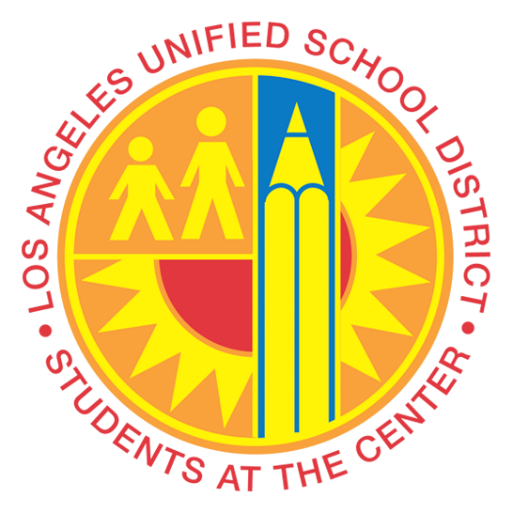 LOS ANGELES UNIFIED SCHOOL DISTRICT
• STUDENTS AT THE CENTER •